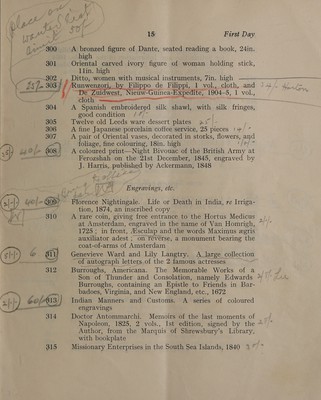 15 First Day
300 A bronzed figure of Dante, seated reading a book, 24in.
high
301 Oriental carved ivory figure of woman holding stick,
11in. high
302 Ditto, women with musical instruments, 7in. high
303 Ruawenzori, by Filippo de Filippi, 1 vol., cloth, and
De Zuidwest, Nieuw-Guinea-Expeditie, 1904-5, 1 vol.,
cloth
304 A Spanish embroidered silk shawl, with silk fringes,
good condition
305 Twelve old Leeds ware dessert plates
306 A fine Japanese porcelain coffee service, 25 pieces
307 A pair of Oriental vases, decorated in storks, flowers, and
foliage, fine colouring, 18in. high
308 A coloured print—Night Bivouac of the British Army at
Ferozshah on the 21st December, 1845, engraved by
J. Harris, published by Ackermann, 1848
Engravings, etc.
309 Florence Nightingale. Life or Death in India, re Irriga-
tion, 1874, an inscribed copy
310 A rare coin, giving free entrance to the Hortus Medicus
at Amsterdam, engraved in the name of Van Homrigh,
1725; in front, Æsculap and the words Maximus ægris
auxiliator adest; on reverse, a monument bearing the
coat-of-arms of Amsterdam
311 Genevieve Ward and Lily Langtry. A large collection
of autograph letters of the 2 famous actresses
312 Burroughs, Americana. The Memorable Works of a
Son of Thunder and Consolation, namely Edwards
Burroughs, containing an Epistle to Friends in Bar-
badoes, Virginia, and New England, etc., 1672
313 Indian Manners and Customs. A series of coloured
engravings
314 Doctor Antommarchi. Memoirs of the last moments of
Napoleon, 1825, 2 vols., 1st edition, signed by the
Author, from the Marquis of Shrewsbury's Library,
with bookplate
315 Missionary Enterprises in the South Sea Islands, 1840